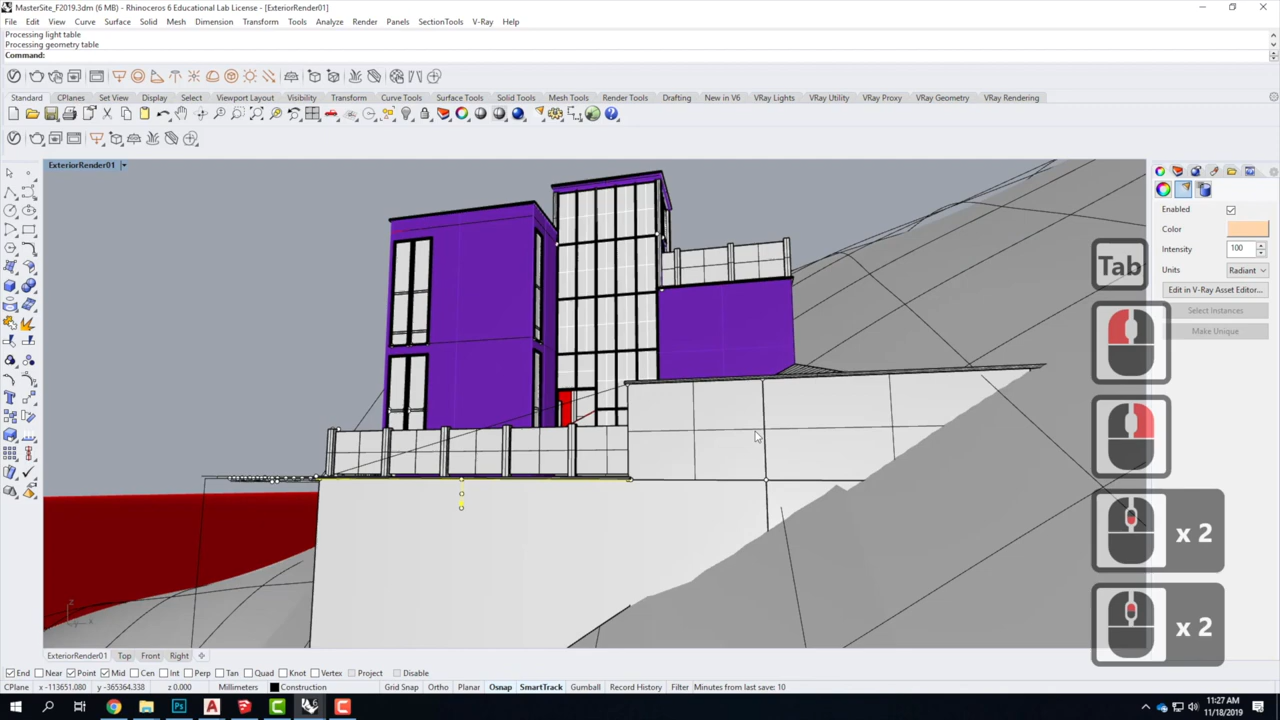 MasterSite_F2019.3dm (6 MB) - Rhinoceros 6 Educational Lab License - [ExteriorRender01]
File Edit View Curve Surface Solid Mesh Dimension Transform Tools Analyze Render Panels SectionTools V-Ray Help
Processing light table
Processing geometry table
Command:
Standard CPlanes Set View Display Select Viewport Layout Visibility Transform Curve Tools Surface Tools Solid Tools Mesh Tools Render Tools Drafting New in V6 VRay Lights VRay Utility VRay Proxy VRay Geometry VRay Rendering
ExteriorRender01
Enabled
Color
Intensity 100
Units Radiant
Edit in V-Ray Asset Editor...
Select Instances
Make Unique
Tab
x 2
x 2
z
x
ExteriorRender01 Top Front Right
End Near Point Mid Cen Int Perp Tan Quad Knot Vertex Project Disable
CPlane x -113651.080 y -365364.338 z 0.000 Millimeters Construction Grid Snap Ortho Planar Osnap SmartTrack Gumball Record History Filter Minutes from last save: 10
11:27 AM
11/18/2019